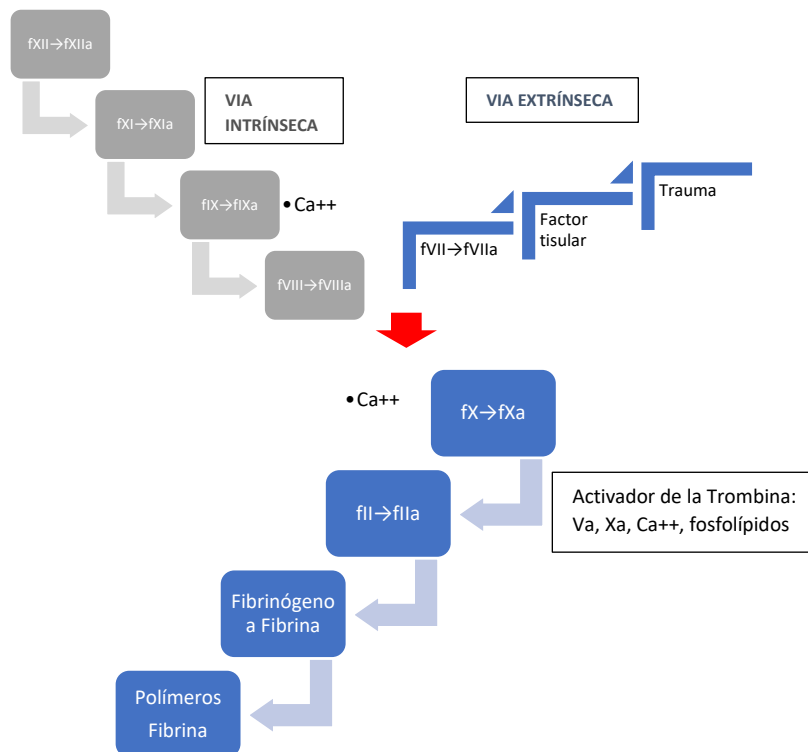 fXII→fXIIa
fXI→fXIa
VIA
INTRÍNSECA
fIX→fIXa
•Ca++
fVIII→fVIIIa
VIA EXTRÍNSECA
Trauma
Factor
tisular
fVII→fVIIa
•Ca++
fX→fXa
fII→fIIa
Activador de la Trombina:
Va, Xa, Ca++, fosfolípidos
Fibrinógeno
a Fibrina
Polímeros
Fibrina